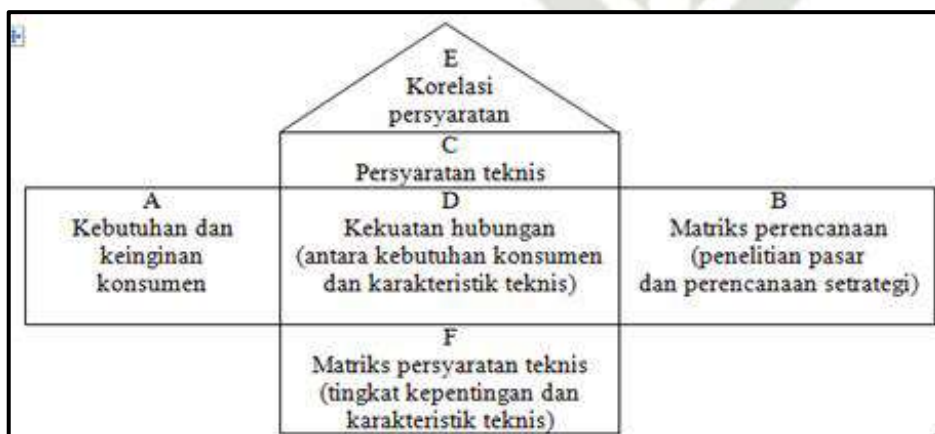 E
Korelasi
persyaratan
C
Persyaratan teknis
A
Kebutuhan dan
keinginan
konsumen
D
Kekuatan hubungan
(antara kebutuhan konsumen
dan karakteristik teknis)
B
Matriks perencanaan
(penelitian pasar
dan perencanaan setrategi)
F
Matriks persyaratan teknis
(tingkat kepentingan dan
karakteristik teknis)